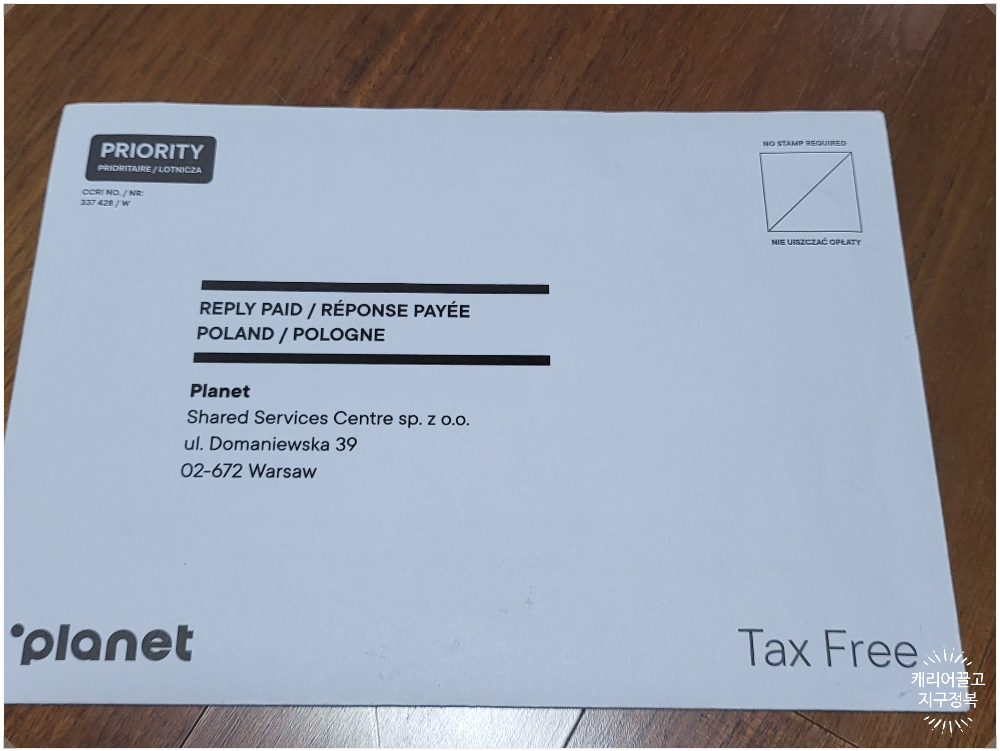 PRIORITY
PRIORITAIRE / LOTNICZA
CCRI NO. / NR:
337 428 / W
NO STAMP REQUIRED
NIE UISZCZAĆ OPŁATY
REPLY PAID / RÉPONSE PAYÉE
POLAND / POLOGNE
Planet
Shared Services Centre sp. z o.o.
ul. Domaniewska 39
02-672 Warsaw
planet
Tax Free
캐리어끌고
지구정복